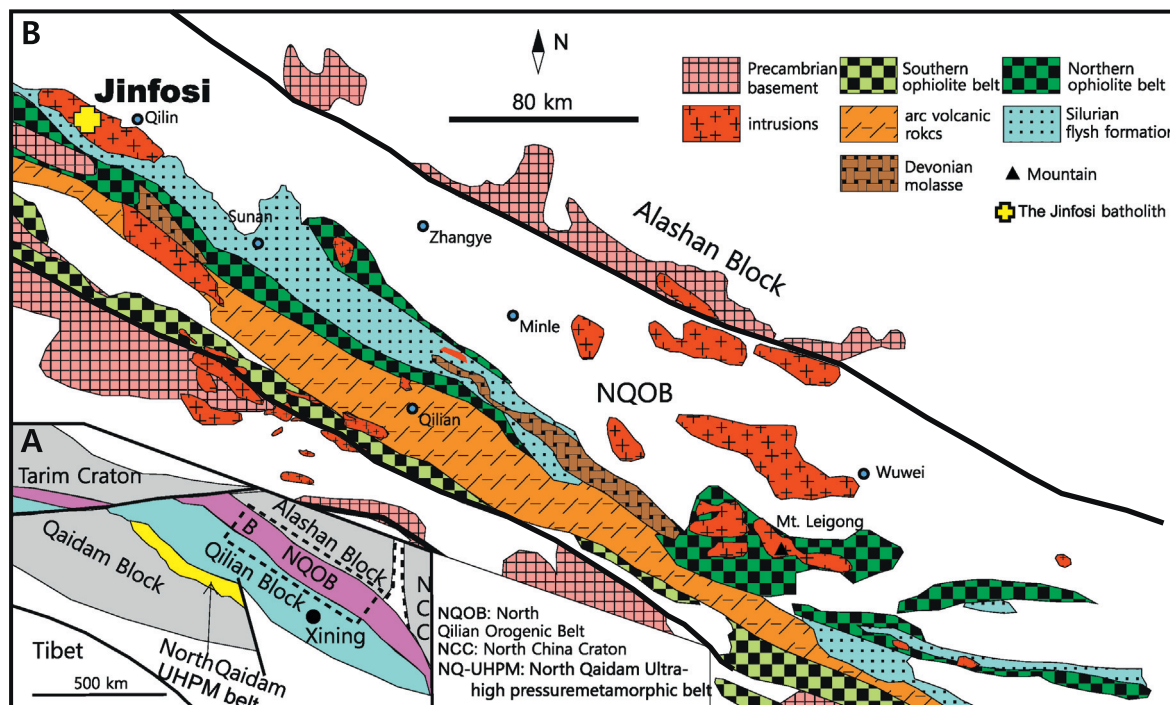 B
Jinfosi
Qilin
N
80 km
Precambrian
basement
Southern
ophiolite belt
Northern
ophiolite belt
intrusions
arc volcanic
rokcs
Silurian
flysh formation
Devonian
molasse
Mountain
The Jinfosi batholith
Sunan
Zhangye
Alashan Block
Minle
NQOB
Qilian
Wuwei
Mt. Leigong
A
Tarim Craton
Alashan Block
B
NQOB
Qaidam Block
Qilian Block
N
C
C
Xining
Tibet
North Qaidam
UHPM belt
500 km
NQOB: North
Qilian Orogenic Belt
NCC: North China Craton
NQ-UHPM: North Qaidam Ultra-
high pressuremetamorphic belt